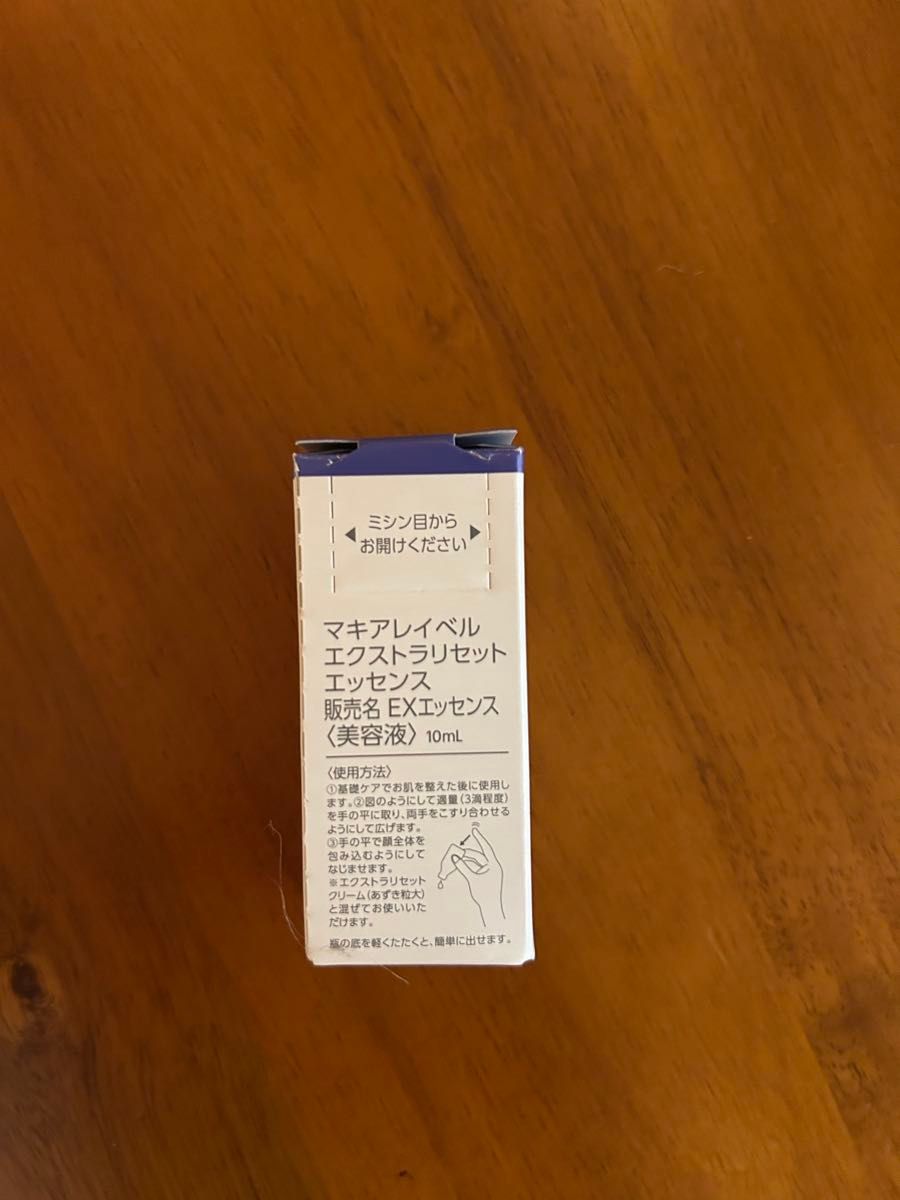 ミシン目から
お開けください
マキアレイベル
エクストラリセット
エッセンス
販売名 EXエッセンス
〈美容液〉 10mL
〈使用方法〉
①基礎ケアでお肌を整えた後に使用し
ます。②図のようにして適量(3滴程度)
を手の平に取り、両手をこすり合わせる
ようにして広げます。
③手の平で顔全体を
包み込むようにして
なじませます。
※エクストラリセット
クリーム(あずき粒大)
と混ぜてお使いいた
だけます。
瓶の底を軽くたたくと、簡単に出せます。